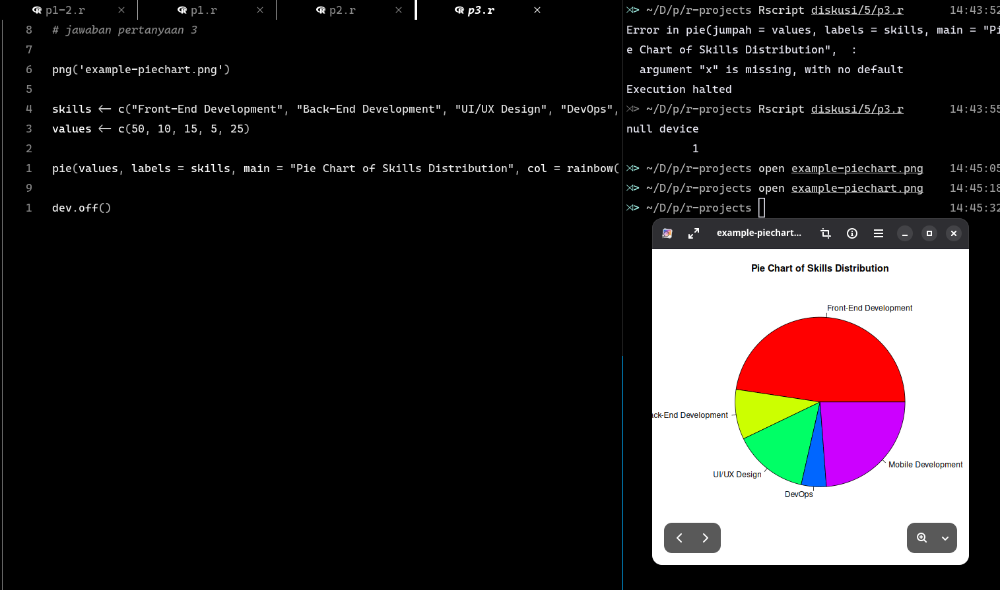 p1-2.r × p1.r × p2.r × p3.r ×
8 # jawaban pertanyaan 3
7
6 png('example-piechart.png')
5
4 skills <- c("Front-End Development", "Back-End Development", "UI/UX Design", "DevOps",
3 values <- c(50, 10, 15, 5, 25)
2
1 pie(values, labels = skills, main = "Pie Chart of Skills Distribution", col = rainbow(
9
1 dev.off()
⋊> ~/D/p/r-projects Rscript diskusi/5/p3.r 14:43:52
Error in pie(jumpah = values, labels = skills, main = "Pi
e Chart of Skills Distribution",  :
argument "x" is missing, with no default
Execution halted
⋊> ~/D/p/r-projects Rscript diskusi/5/p3.r 14:43:55
null device
1
⋊> ~/D/p/r-projects open example-piechart.png 14:45:05
⋊> ~/D/p/r-projects open example-piechart.png 14:45:18
⋊> ~/D/p/r-projects 14:45:32
example-piechart...
Pie Chart of Skills Distribution
Front-End Development
ack-End Development
Mobile Development
UI/UX Design
DevOps